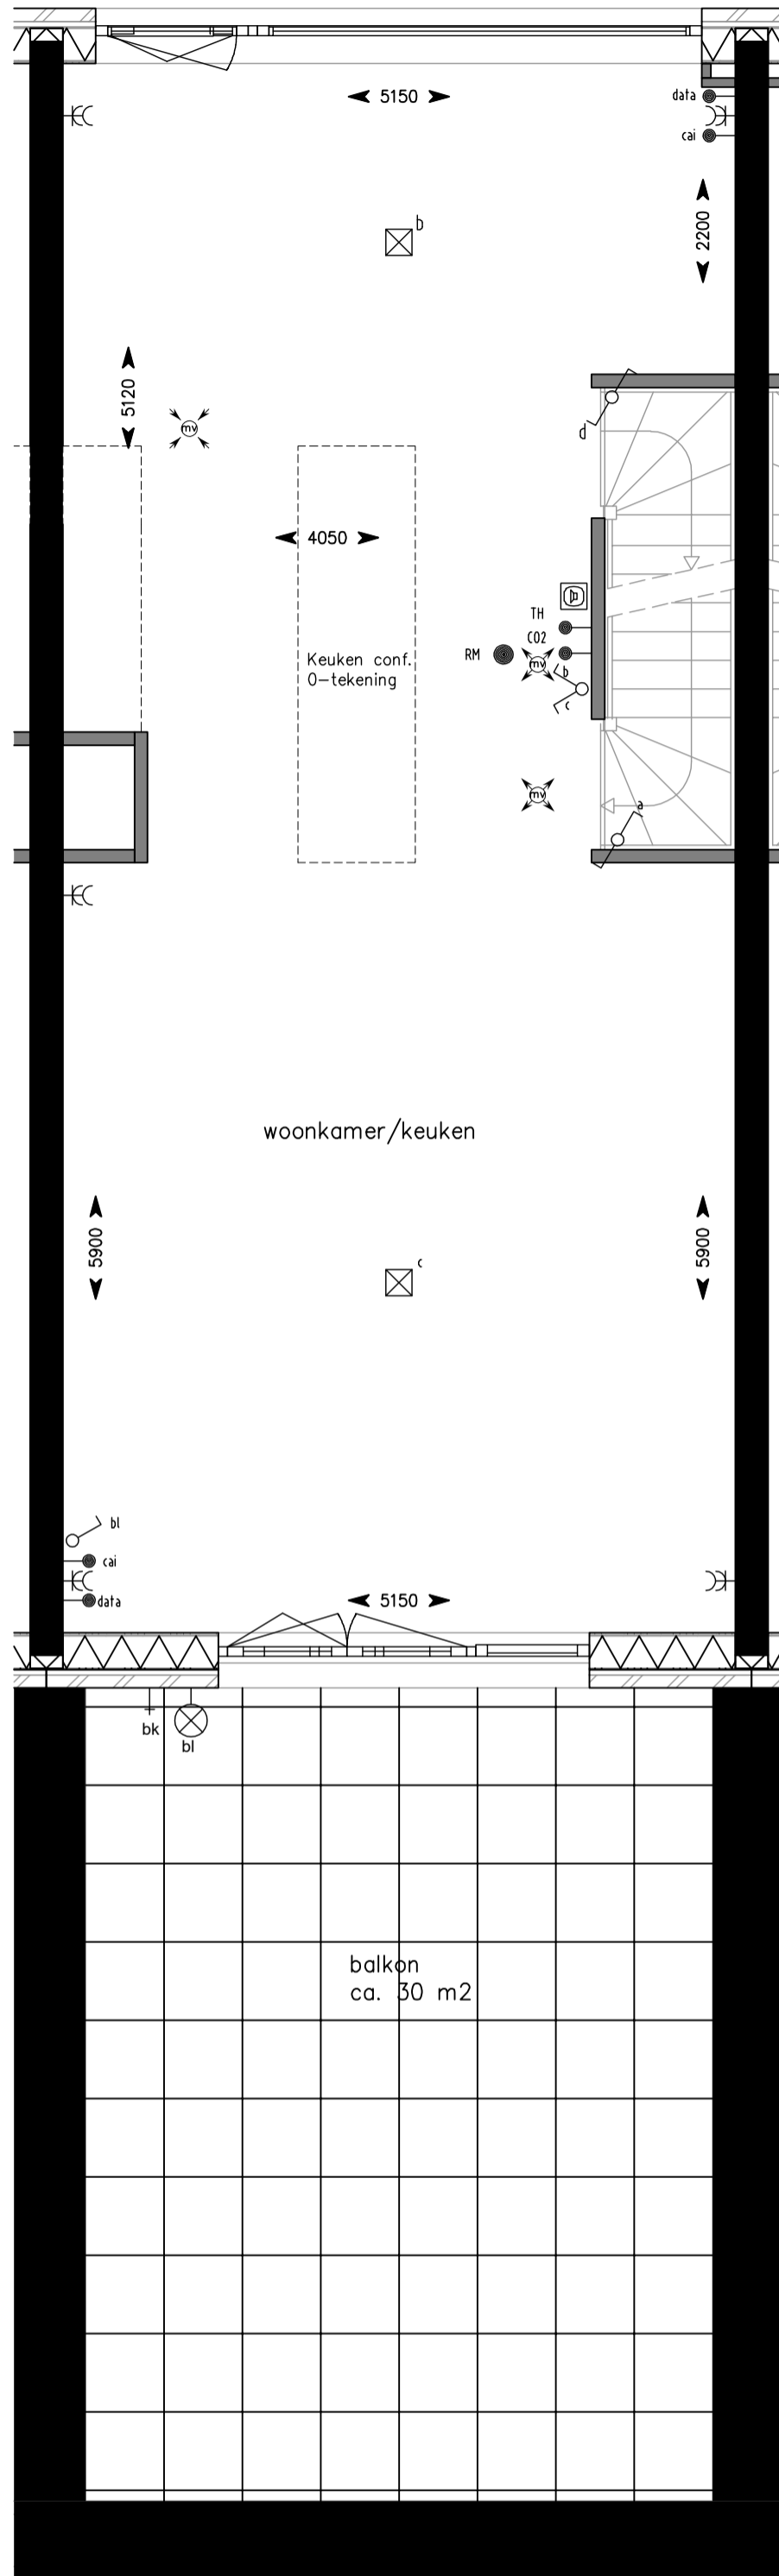 5150
data
cai
b
2200
5120
mv
d
4050
TH
CO2
RM
mv
b
c
Keuken conf.
0-tekening
mv
a
woonkamer/keuken
5900
5900
c
bl
cai
data
5150
bk
bl
balkon
ca. 30 m2